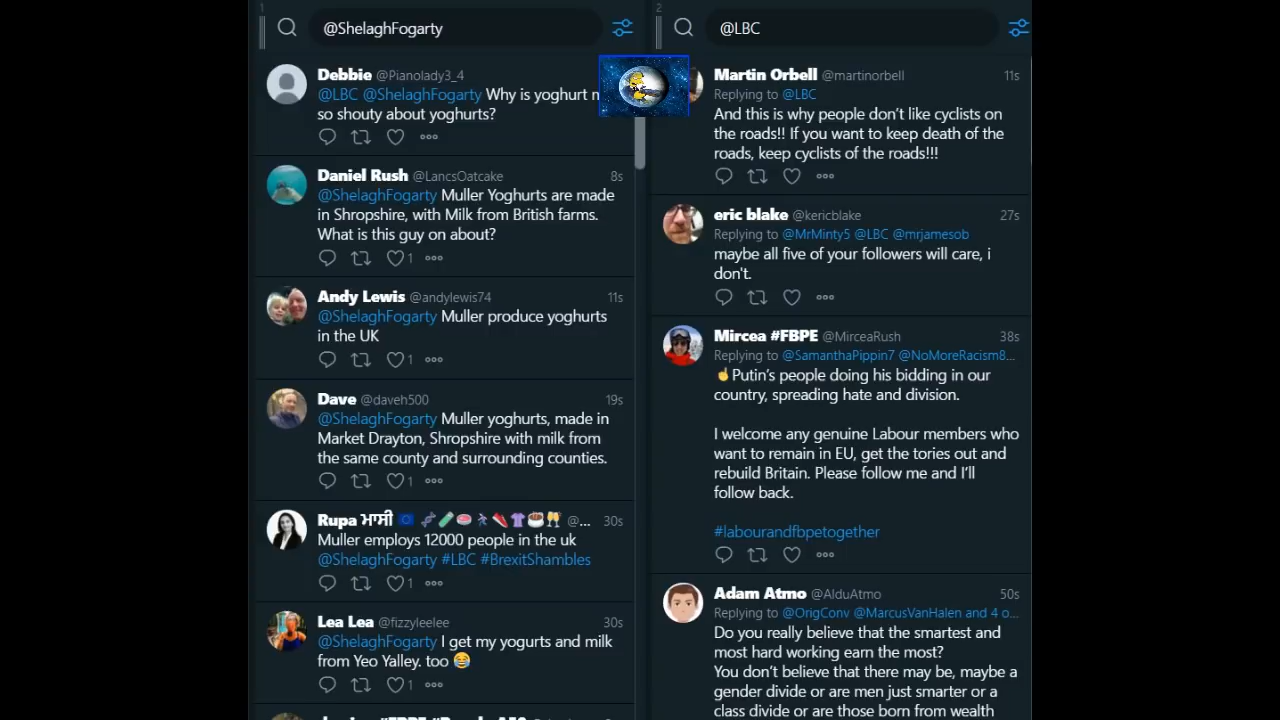 1
@ShelaghFogarty
Debbie @Pianolady3_4
@LBC @ShelaghFogarty Why is yoghurt
so shouty about yoghurts?
Daniel Rush @LancsOatcake 8s
@ShelaghFogarty Muller Yoghurts are made
in Shropshire, with Milk from British farms.
What is this guy on about?
1
Andy Lewis @andylewis74 11s
@ShelaghFogarty Muller produce yoghurts
in the UK
1
Dave @daveh500 19s
@ShelaghFogarty Muller yoghurts, made in
Market Drayton, Shropshire with milk from
the same county and surrounding counties.
1
Rupa ਮਾਸੀ 🇪🇺 @... 30s
Muller employs 12000 people in the uk
@ShelaghFogarty #LBC #BrexitShambles
1
Lea Lea @fizzyleelee 30s
@ShelaghFogarty I get my yogurts and milk
from Yeo Yalley. too 😂
1
2
@LBC
Martin Orbell @martinorbell 11s
Replying to @LBC
And this is why people don’t like cyclists on
the roads!! If you want to keep death of the
roads, keep cyclists of the roads!!!
eric blake @kericblake 27s
Replying to @MrMinty5 @LBC @mrjamesob
maybe all five of your followers will care, i
don't.
Mircea #FBPE @MirceaRush 38s
Replying to @SamanthaPippin7 @NoMoreRacism8...
☝Putin’s people doing his bidding in our
country, spreading hate and division.
I welcome any genuine Labour members who
want to remain in EU, get the tories out and
rebuild Britain. Please follow me and I’ll
follow back.
#labourandfbpetogether
Adam Atmo @AlduAtmo 50s
Replying to @OrigConv @MarcusVanHalen and 4 o...
Do you really believe that the smartest and
most hard working earn the most?
You don’t believe that there may be, maybe a
gender divide or are men just smarter or a
class divide or are those born from wealth